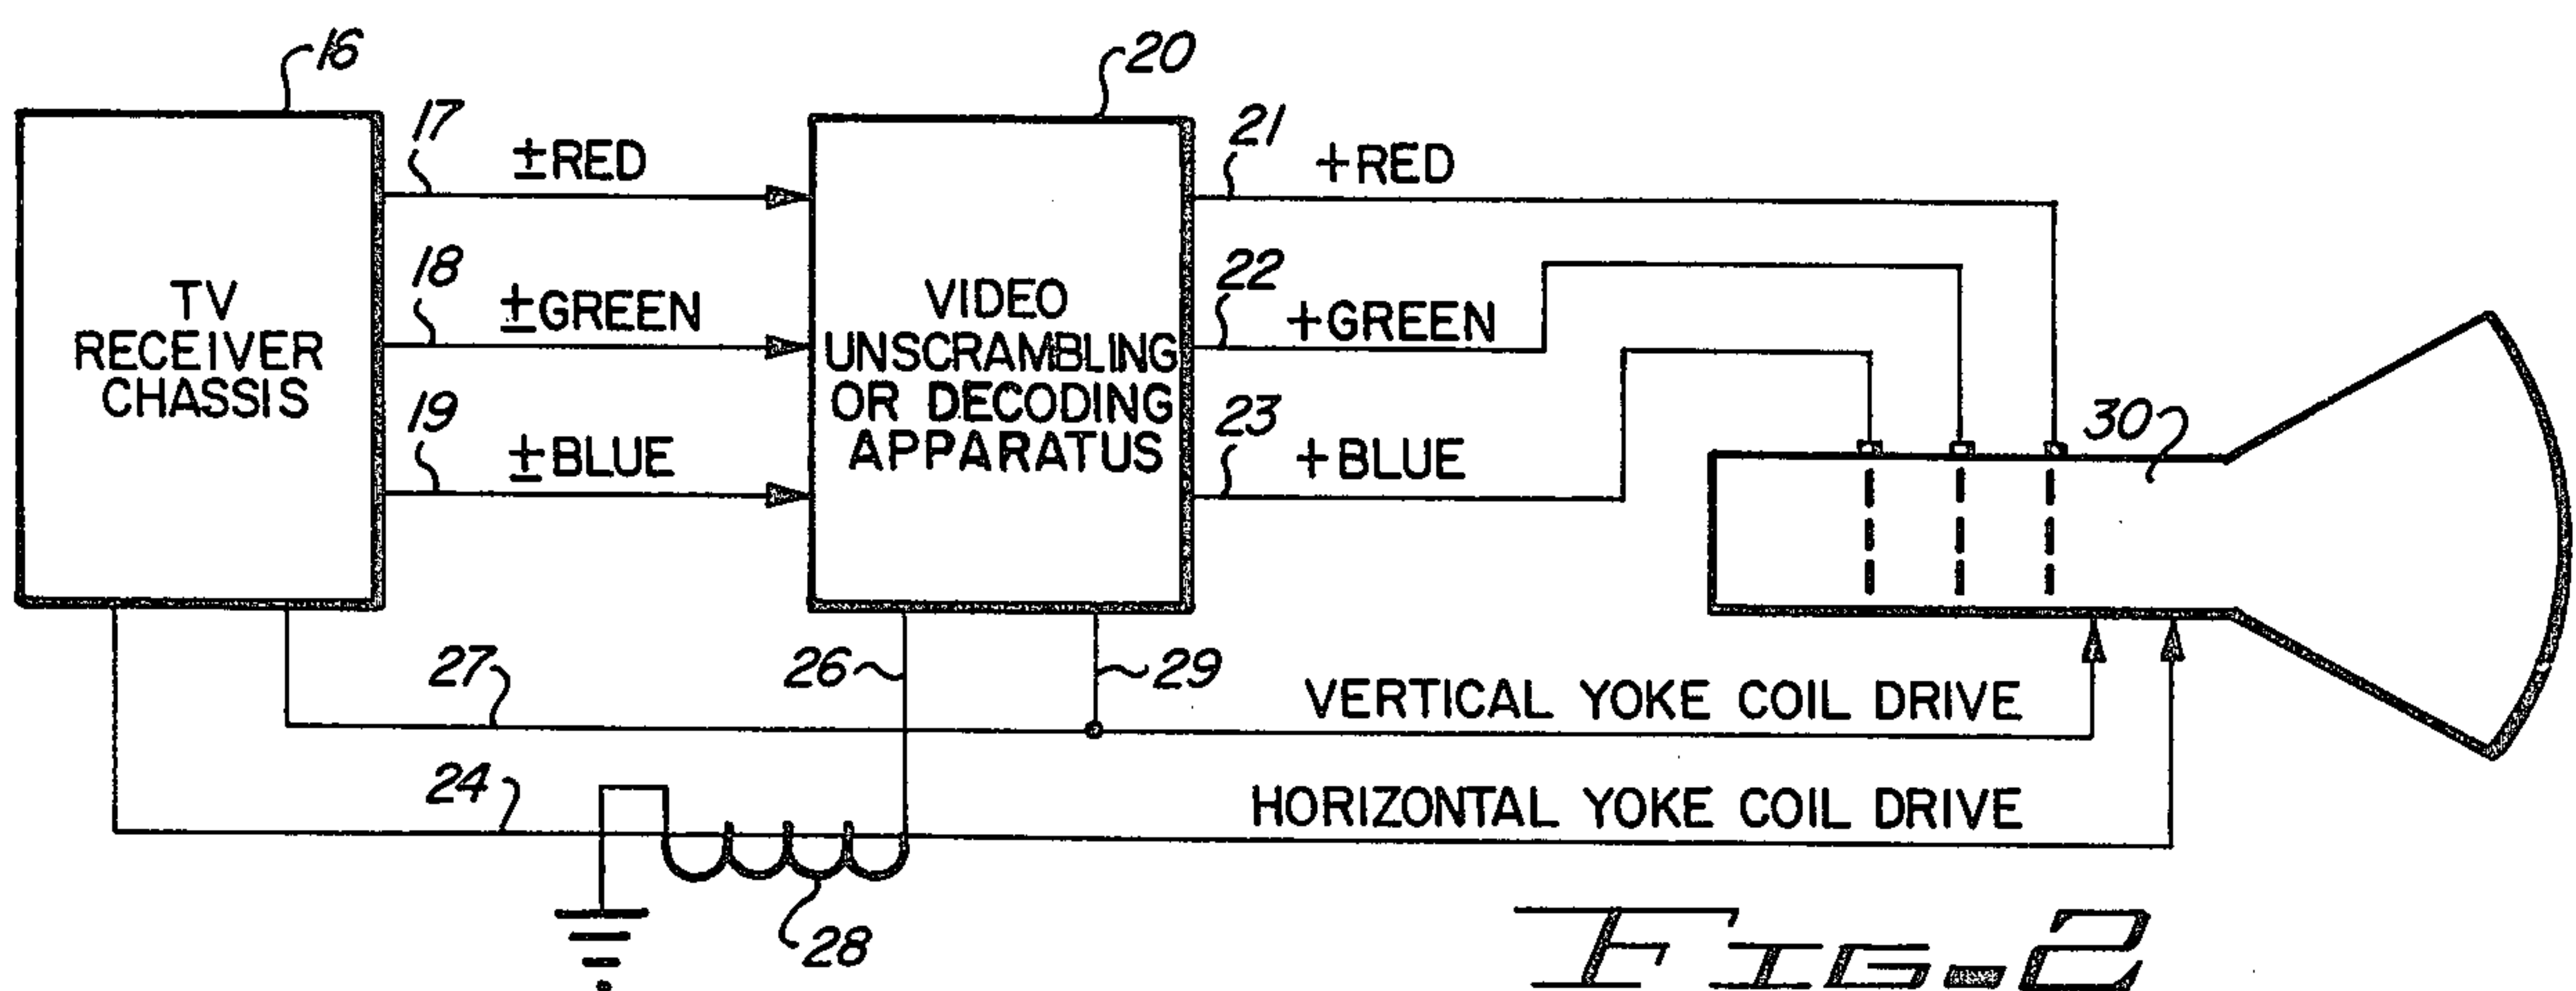 16
20
17
±RED
21
+RED
TV
RECEIVER
CHASSIS
18
±GREEN
VIDEO
UNSCRAMBLING
OR DECODING
APPARATUS
22
+GREEN
19
±BLUE
23
+BLUE
30
27
26
29
VERTICAL YOKE COIL DRIVE
24
HORIZONTAL YOKE COIL DRIVE
28
FIG-2